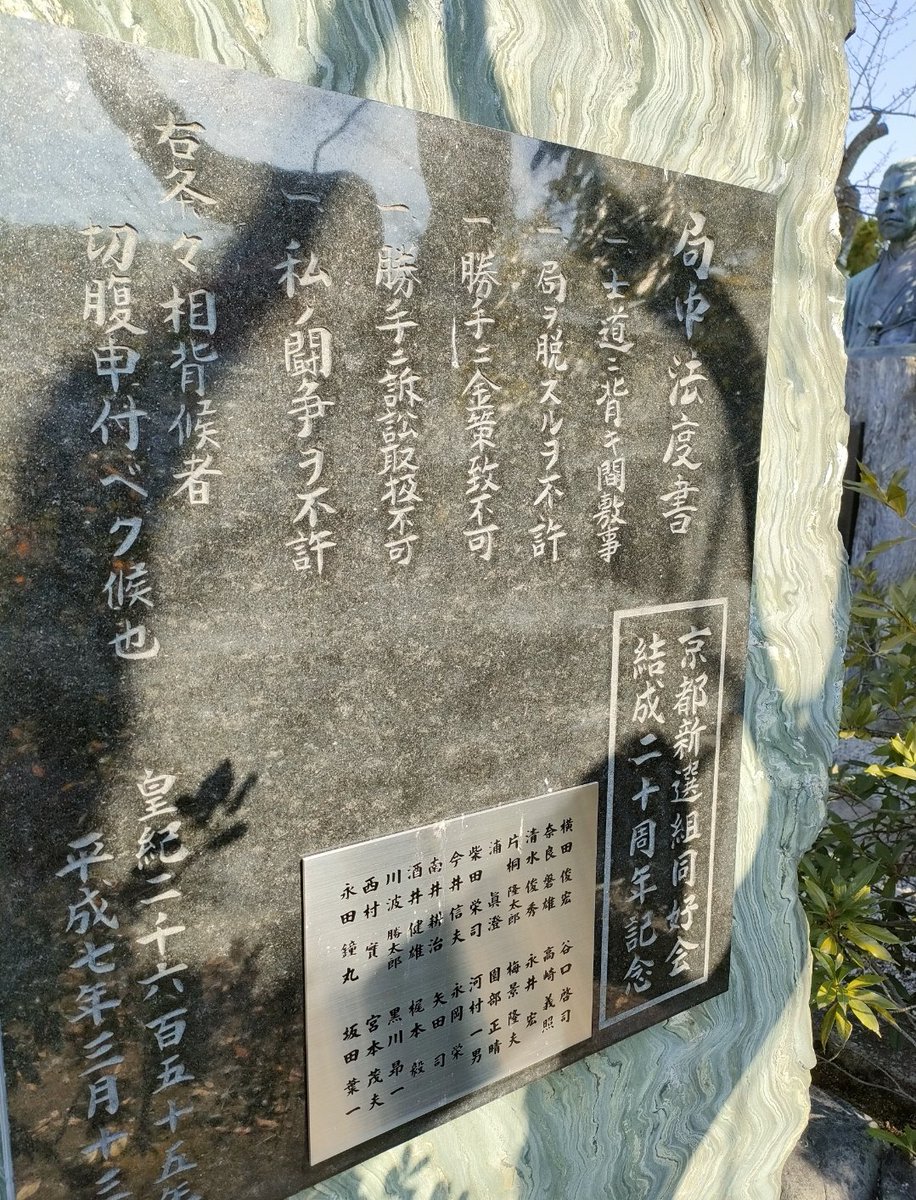 局中法度書
一士道ニ背キ間敷事
一局ヲ脱スルヲ不許
一勝手ニ金策致不可
一勝手ニ訴訟取扱不可
一私ノ闘争ヲ不許
右条々相背候者
切腹申付ベク候也
皇紀二千六百五十五年
平成七年三月十三
京都新選組同好会
結成二十周年記念
横田俊宏
奈良磐雄
清水俊秀
片桐隆太郎
浦眞澄
柴田栄司
今井信夫
南井耕治
酒井健雄
川波勝太郎
西村實
永田鐘丸
谷口啓司
高崎義照
永井宏
梅景隆夫
園部正晴
河村一男
永岡栄
矢田司
梶本毅
黒川昻一
宮本茂夫
坂田葉一